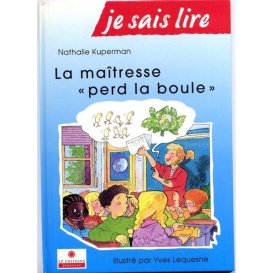 je sais lire
Nathalie Kuperman
La maîtresse
« perd la boule »
Illustré par Yves Lequesne